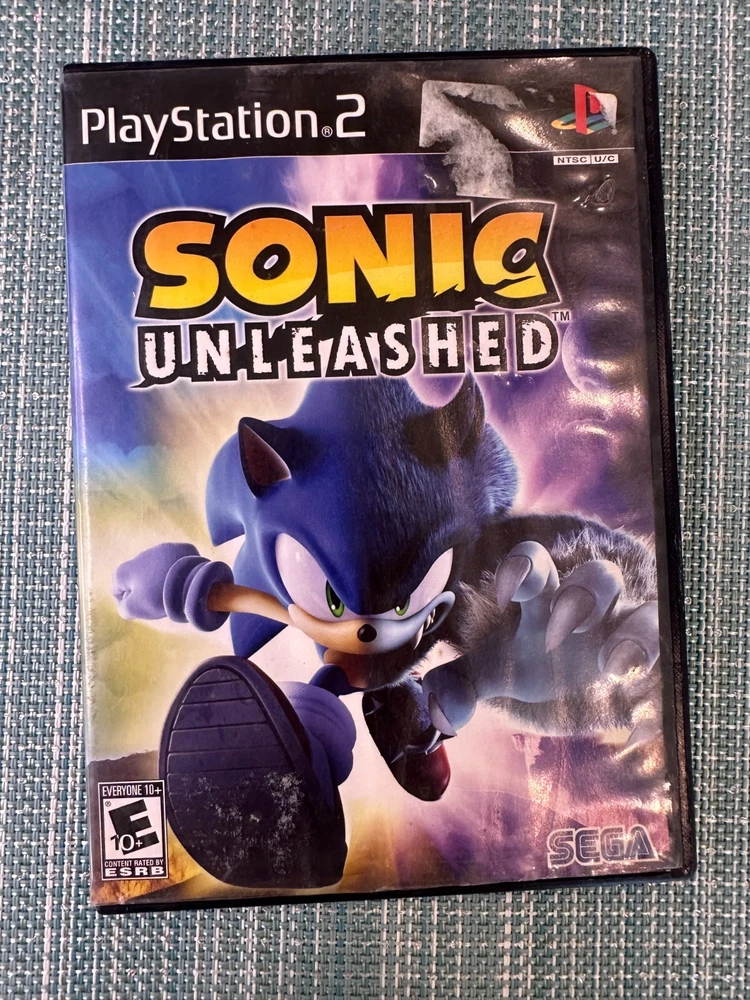 PlayStation®2
NTSC U/C
SONIC
UNLEASHED™
EVERYONE 10+
E
10+
CONTENT RATED BY
ESRB
SEGA